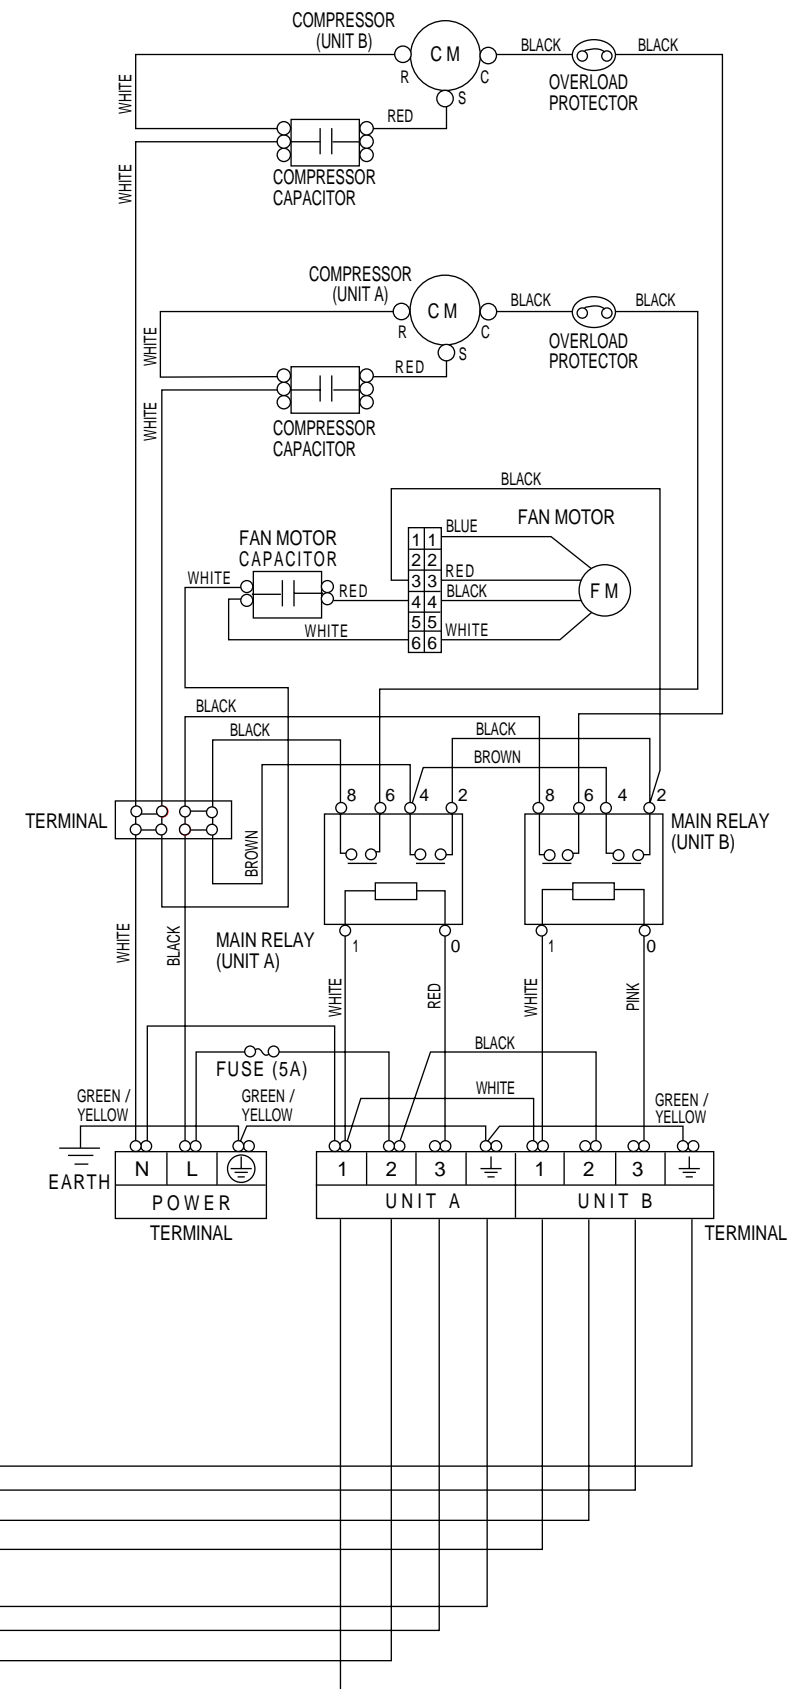 COMPRESSOR
(UNIT B)
CM
R
C
S
BLACK
BLACK
OVERLOAD
PROTECTOR
WHITE
RED
COMPRESSOR
CAPACITOR
WHITE
COMPRESSOR
(UNIT A)
CM
R
C
S
BLACK
BLACK
OVERLOAD
PROTECTOR
WHITE
RED
COMPRESSOR
CAPACITOR
WHITE
BLACK
FAN MOTOR
BLUE
FAN MOTOR
CAPACITOR
1 1
2 2
3 3
4 4
5 5
6 6
WHITE
RED
RED
BLACK
FM
WHITE
WHITE
BLACK
BLACK
BLACK
BROWN
8 6 4 2
8 6 4 2
TERMINAL
MAIN RELAY
(UNIT B)
BROWN
WHITE
BLACK
MAIN RELAY
(UNIT A)
1 0
1 0
WHITE
RED
WHITE
PINK
BLACK
FUSE (5A)
WHITE
GREEN /
YELLOW
GREEN /
YELLOW
GREEN /
YELLOW
EARTH
N L
1 2 3
1 2 3
POWER
UNIT A
UNIT B
TERMINAL
TERMINAL